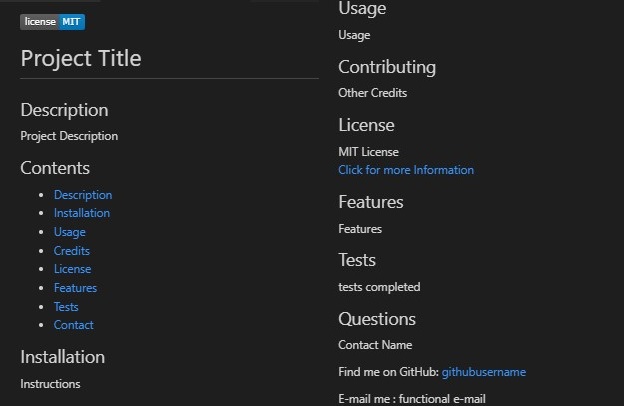 license MIT
Project Title
Description
Project Description
Contents
Description
Installation
Usage
Credits
License
Features
Tests
Contact
Installation
Instructions
Usage
Usage
Contributing
Other Credits
License
MIT License
Click for more Information
Features
Features
Tests
tests completed
Questions
Contact Name
Find me on GitHub: githubusername
E-mail me : functional e-mail